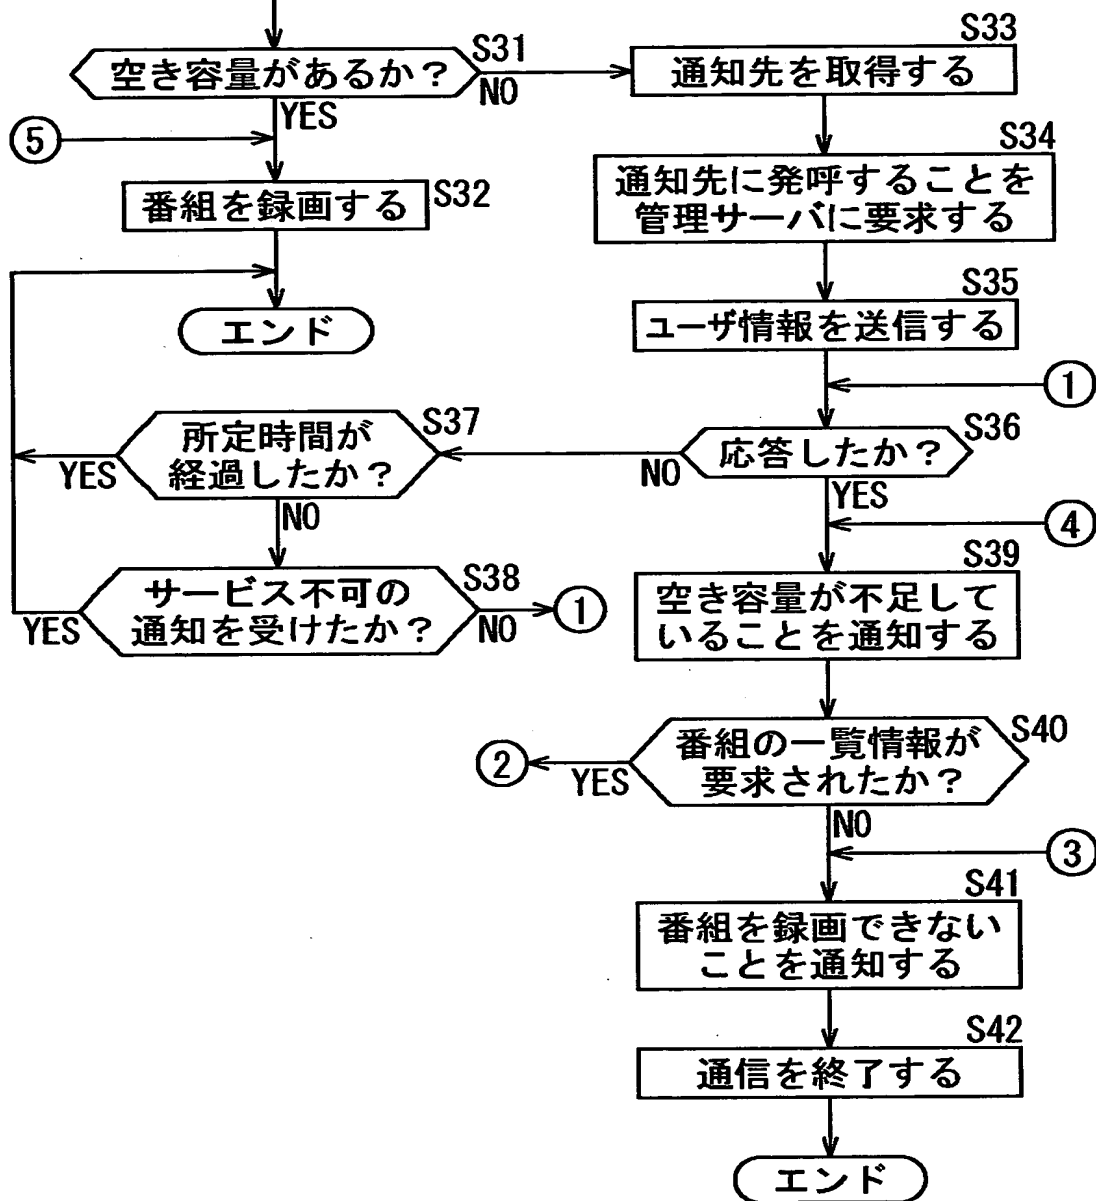 S31
空き容量があるか？
NO
YES
⑤
S32
番組を録画する
エンド
S33
通知先を取得する
S34
通知先に発呼することを
管理サーバに要求する
S35
ユーザ情報を送信する
①
S36
応答したか？
NO
YES
S37
所定時間が
経過したか？
YES
NO
S38
サービス不可の
通知を受けたか？
YES
NO
①
④
S39
空き容量が不足して
いることを通知する
S40
番組の一覧情報が
要求されたか？
②
YES
NO
③
S41
番組を録画できない
ことを通知する
S42
通信を終了する
エンド